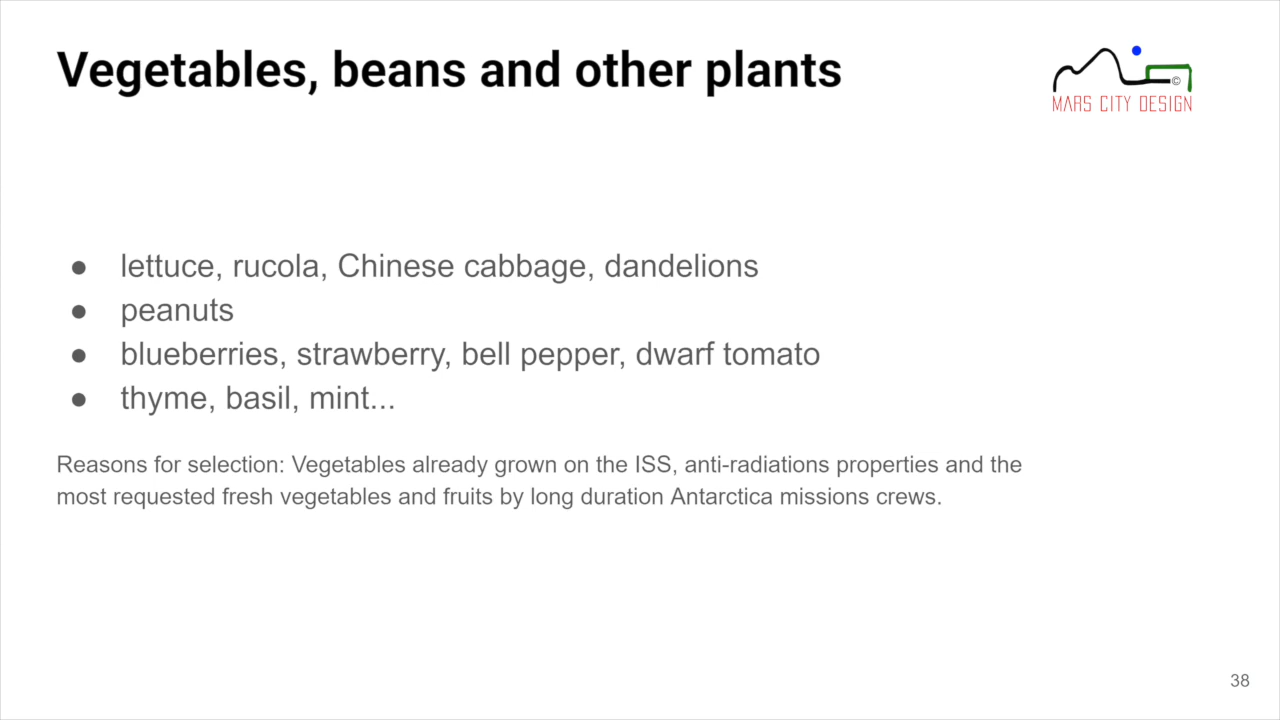 Vegetables, beans and other plants
©
MARS CITY DESIGN
● lettuce, rucola, Chinese cabbage, dandelions
● peanuts
● blueberries, strawberry, bell pepper, dwarf tomato
● thyme, basil, mint...
Reasons for selection: Vegetables already grown on the ISS, anti-radiations properties and the
most requested fresh vegetables and fruits by long duration Antarctica missions crews.
38